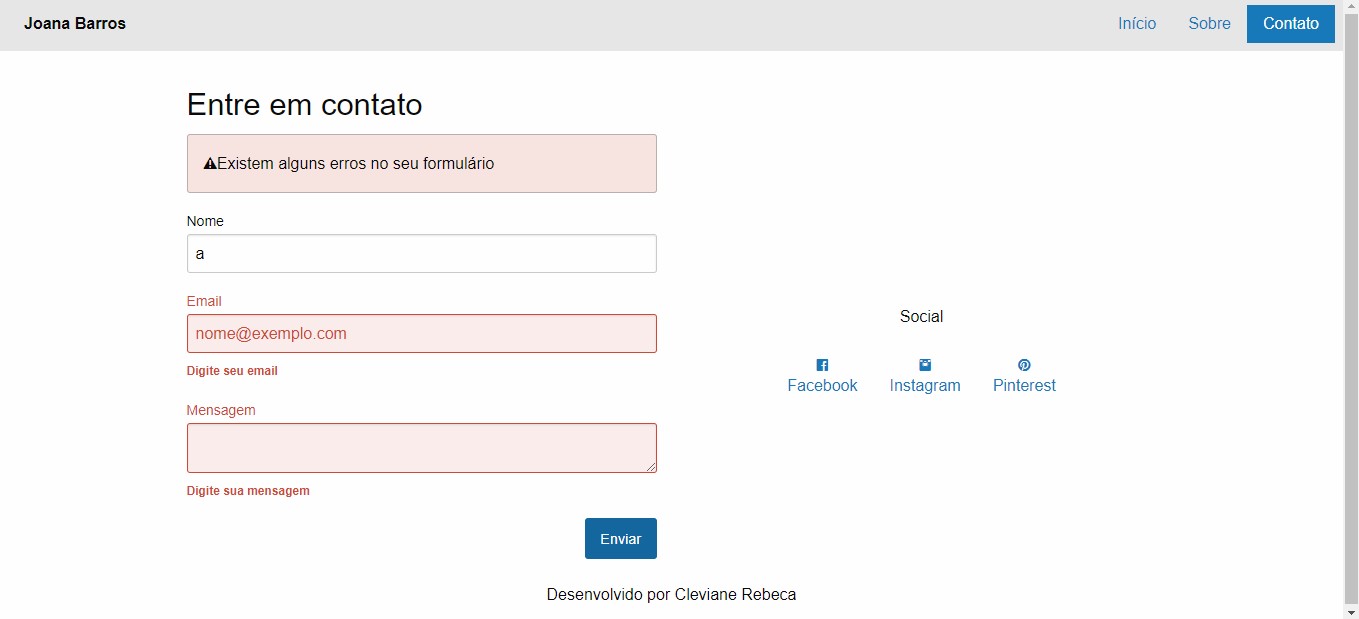 Joana Barros
Início Sobre Contato
Entre em contato
Existem alguns erros no seu formulário
Nome
a
Email
nome@exemplo.com
Digite seu email
Mensagem
Digite sua mensagem
Enviar
Social
Facebook Instagram Pinterest
Desenvolvido por Cleviane Rebeca